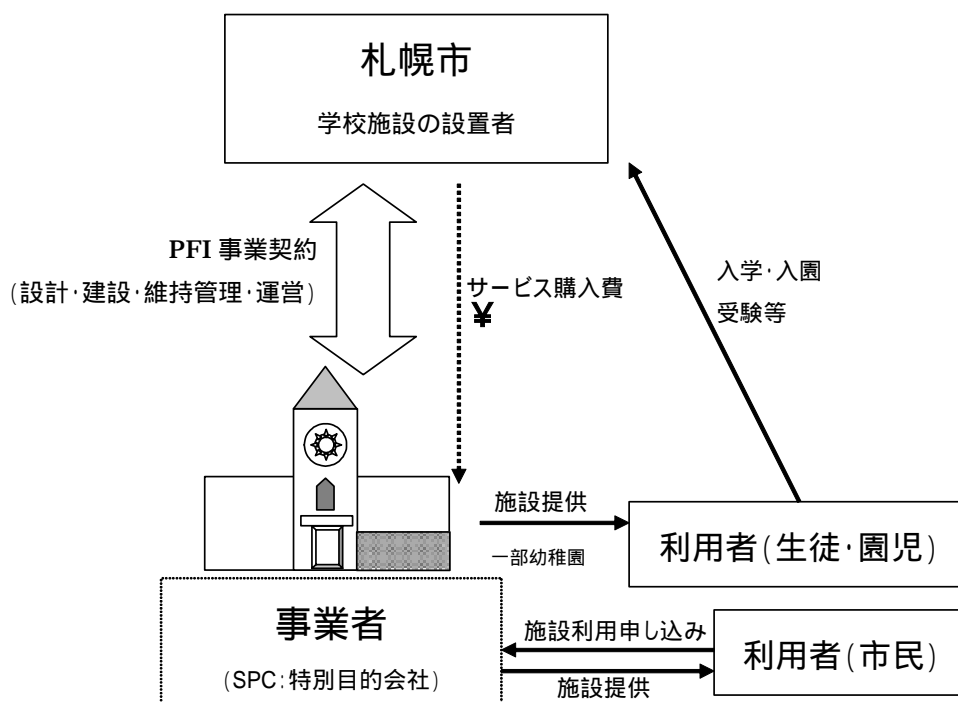 札幌市
学校施設の設置者
PFI 事業契約
(設計・建設・維持管理・運営)
サービス購入費
¥
入学・入園
受験等
施設提供
一部幼稚園
利用者(生徒・園児)
事業者
(SPC:特別目的会社)
施設利用申し込み
施設提供
利用者(市民)